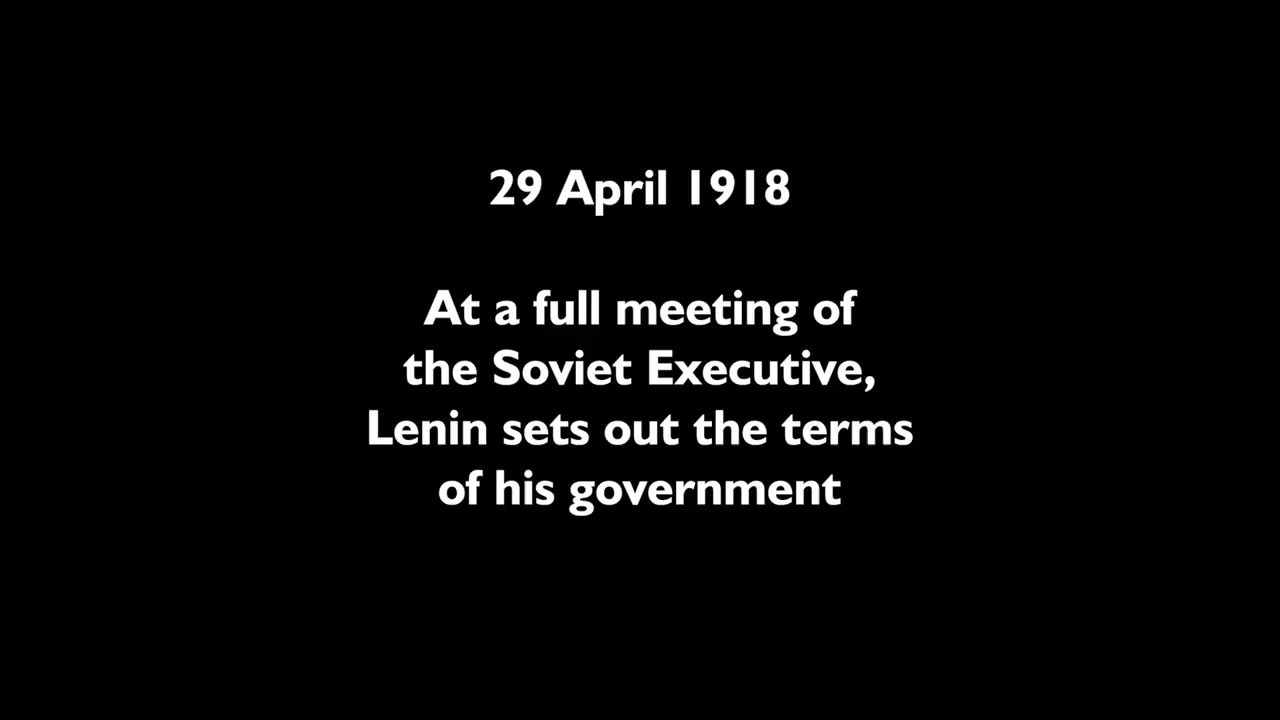 29 April 1918
At a full meeting of
the Soviet Executive,
Lenin sets out the terms
of his government